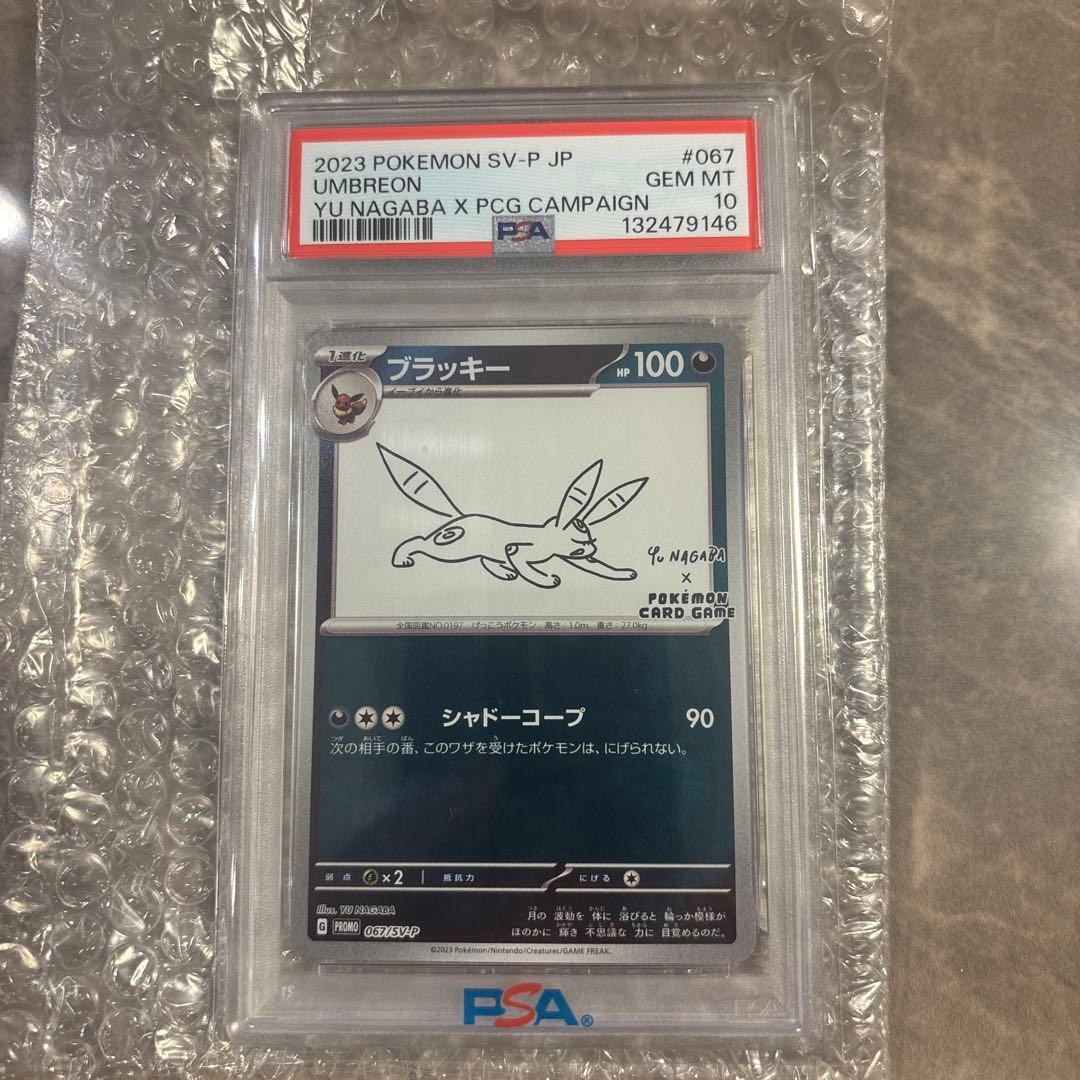 2023 POKEMON SV-P JP #067
UMBREON GEM MT
YU NAGABA X PCG CAMPAIGN 10
PSA 132479146
1進化 ブラッキー HP 100
イーブイから進化
Yu NAGABA
×
POKÉMON
CARD GAME
全国図鑑NO.0197 げっこうポケモン 高さ:1.0m 重さ:27.0kg
シャドーコープ 90
次の相手の番、このワザを受けたポケモンは、にげられない。
弱点 ×2 抵抗力 にげる
Illus. YU NAGABA
月の 波動を 体に 浴びると 輪っか模様が
ほのかに 輝き 不思議な 力に 目覚めるのだ。
G PROMO 067/SV-P
©2023 Pokémon/Nintendo/Creatures/GAME FREAK.
PSA®